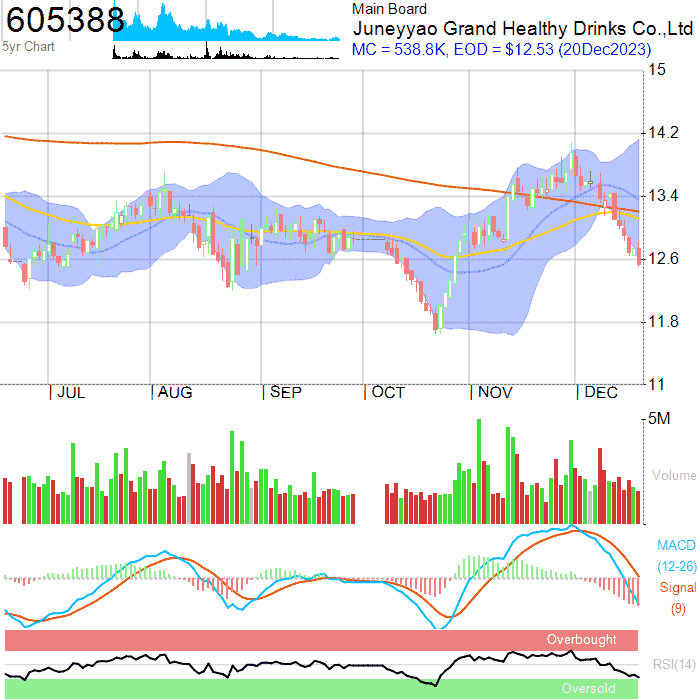 605388
Main Board
Juneyyao Grand Healthy Drinks Co.,Ltd
5yr Chart
MC = 538.8K, EOD = $12.53 (20Dec2023)
15
14.2
13.4
12.6
11.8
11
JUL AUG SEP OCT NOV DEC
5M
Volume
MACD
(12-26)
Signal
(9)
Overbought
RSI(14)
Oversold